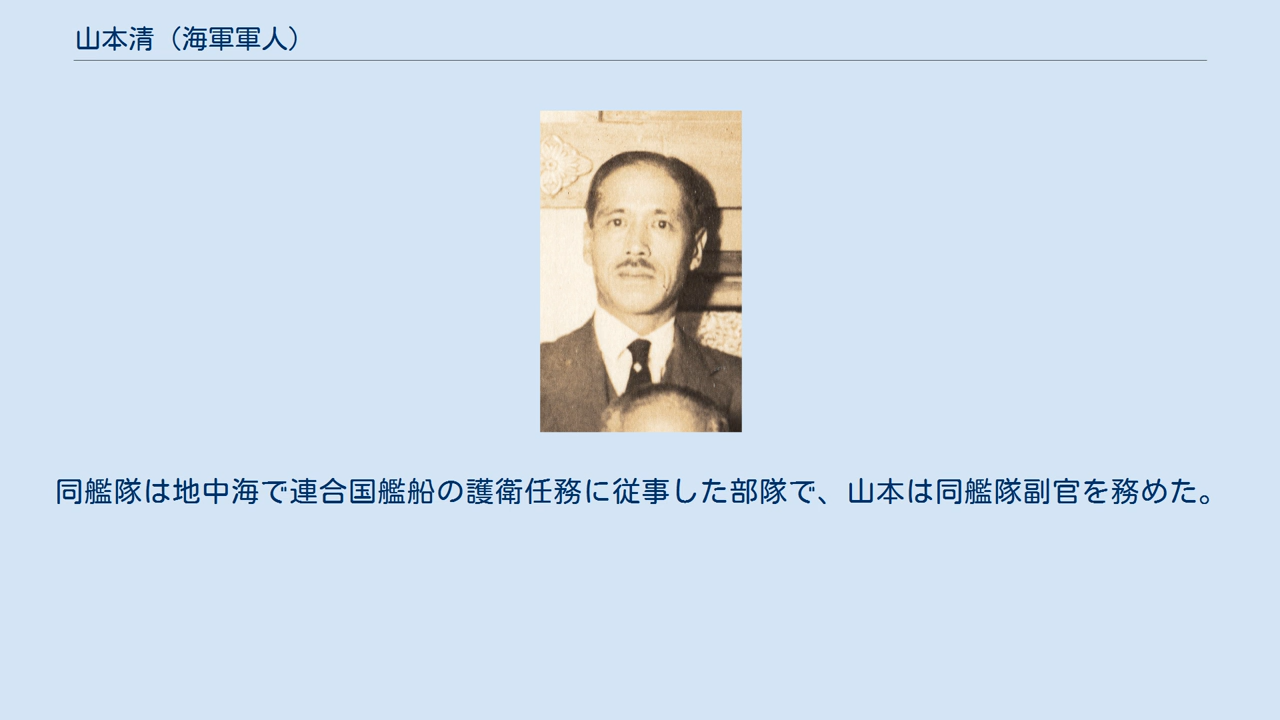 山本清（海軍軍人）
同艦隊は地中海で連合国艦船の護衛任務に従事した部隊で、山本は同艦隊副官を務めた。